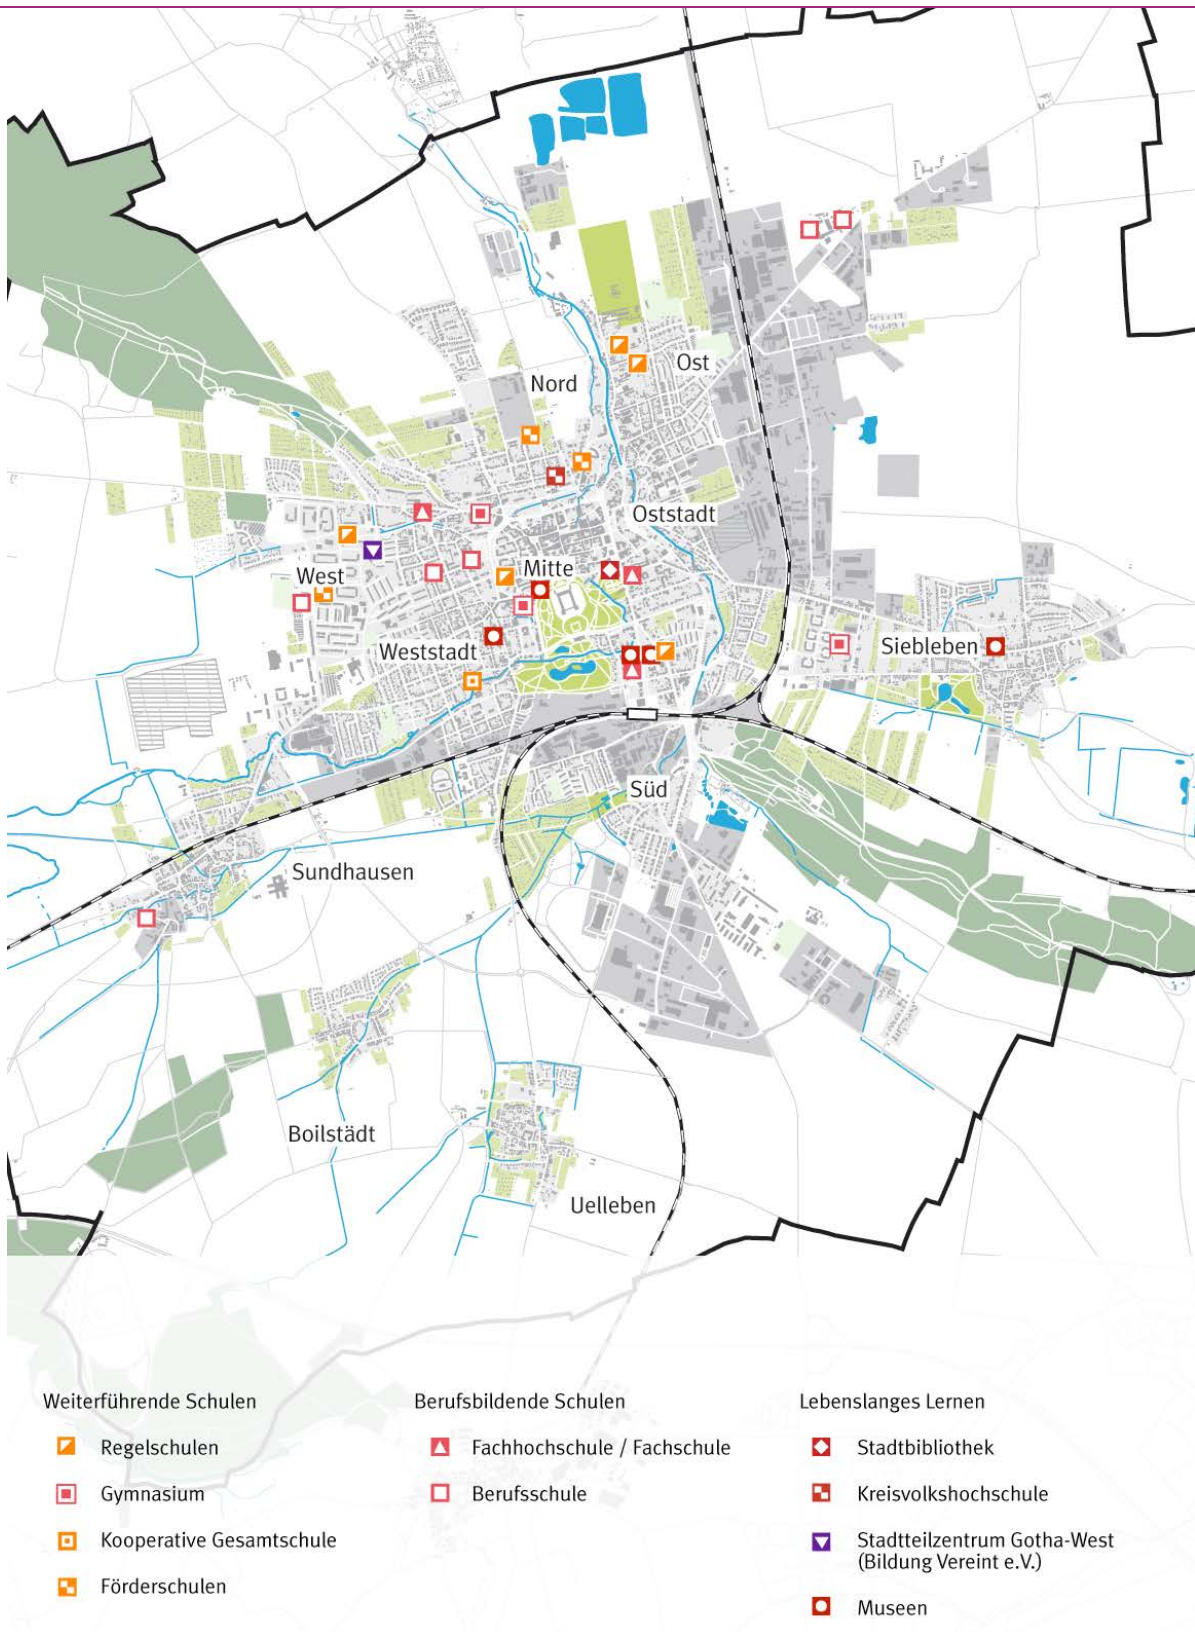 Ost
Nord
Oststadt
Mitte
West
Siebleben
Weststadt
Süd
Sundhausen
Boilstädt
Uelleben
Weiterführende Schulen
Regelschulen
Gymnasium
Kooperative Gesamtschule
Förderschulen
Berufsbildende Schulen
Fachhochschule / Fachschule
Berufsschule
Lebenslanges Lernen
Stadtbibliothek
Kreisvolkshochschule
Stadtteilzentrum Gotha-West
(Bildung Vereint e.V.)
Museen